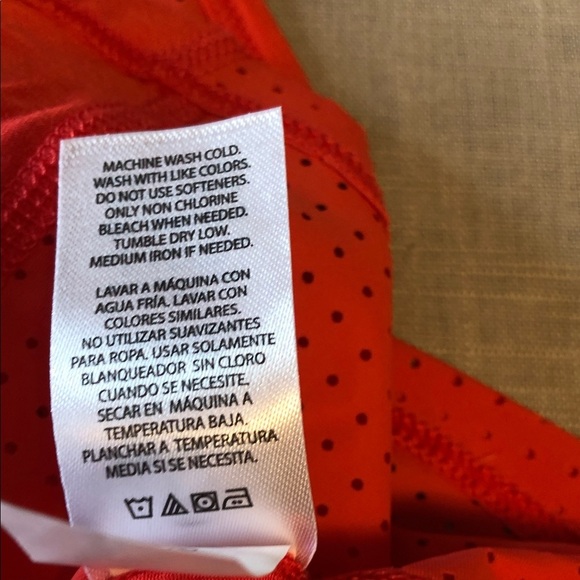 MACHINE WASH COLD.
WASH WITH LIKE COLORS.
DO NOT USE SOFTENERS.
ONLY NON CHLORINE
BLEACH WHEN NEEDED.
TUMBLE DRY LOW.
MEDIUM IRON IF NEEDED.
LAVAR A MÁQUINA CON
AGUA FRÍA. LAVAR CON
COLORES SIMILARES.
NO UTILIZAR SUAVIZANTES
PARA ROPA. USAR SOLAMENTE
BLANQUEADOR SIN CLORO
CUANDO SE NECESITE.
SECAR EN MÁQUINA A
TEMPERATURA BAJA.
PLANCHAR A TEMPERATURA
MEDIA SI SE NECESITA.